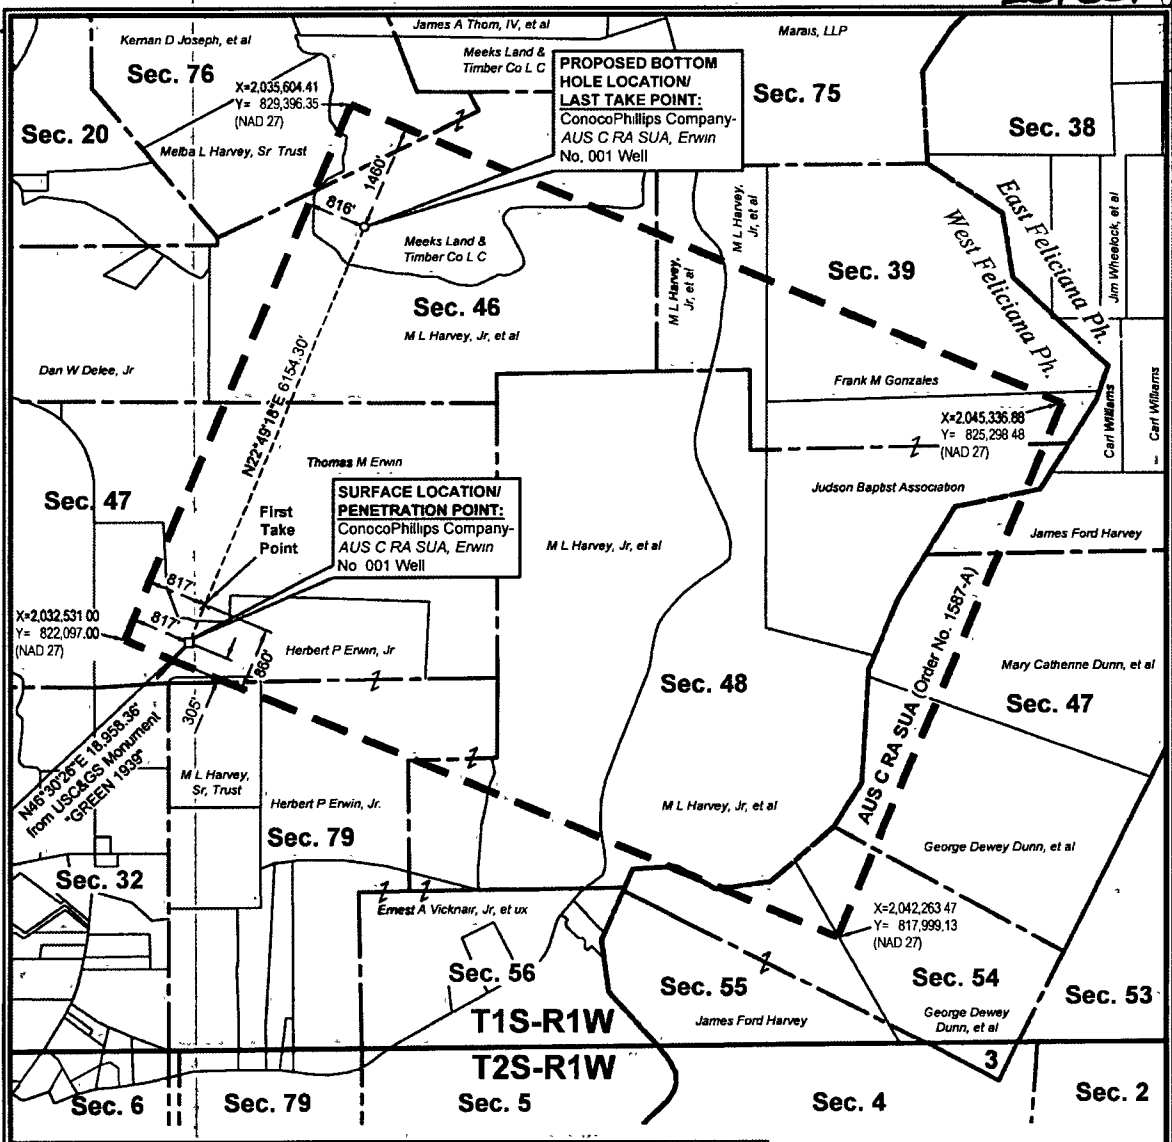 James A Thom, IV, et al
Marais, LLP
Kernan D Joseph, et al
Sec. 76
Meeks Land &
Timber Co L C
PROPOSED BOTTOM
HOLE LOCATION/
LAST TAKE POINT:
ConocoPhillips Company-
AUS C RA SUA, Erwin
No. 001 Well
Sec. 75
Sec. 38
X=2,035,604.41
Y= 829,396.35
(NAD 27)
Sec. 20
Melba L Harvey, Sr Trust
1460'
816'
Meeks Land &
Timber Co L C
M L Harvey,
Jr, et al
M L Harvey,
Jr, et al
East Feliciana Ph.
West Feliciana Ph.
Jim Wheelock, et al
Sec. 39
Sec. 46
M L Harvey, Jr, et al
Dan W Delee, Jr
N22°49'18"E 6154.30'
Frank M Gonzales
Carl Williams
Carl Williams
X=2,045,336.88
Y= 825,298 48
(NAD 27)
Thomas M Erwin
Sec. 47
First
Take
Point
SURFACE LOCATION/
PENETRATION POINT:
ConocoPhillips Company-
AUS C RA SUA, Erwin
No 001 Well
Judson Baptist Association
James Ford Harvey
M L Harvey, Jr, et al
817'
817'
X=2,032,531 00
Y= 822,097.00
(NAD 27)
Herbert P Erwin, Jr
860'
305'
AUS C RA SUA (Order No. 1587-A)
Mary Catherine Dunn, et al
Sec. 48
Sec. 47
N46°30'26"E 18,958.36'
from USC&GS Monument
"GREEN 1939"
M L Harvey,
Sr, Trust
Herbert P Erwin, Jr.
M L Harvey, Jr, et al
Sec. 79
George Dewey Dunn, et al
Sec. 32
Ernest A Vicknair, Jr, et ux
X=2,042,263 47
Y= 817,999.13
(NAD 27)
Sec. 56
Sec. 55
Sec. 54
Sec. 53
James Ford Harvey
George Dewey
Dunn, et al
T1S-R1W
T2S-R1W
3
Sec. 6
Sec. 79
Sec. 5
Sec. 4
Sec. 2